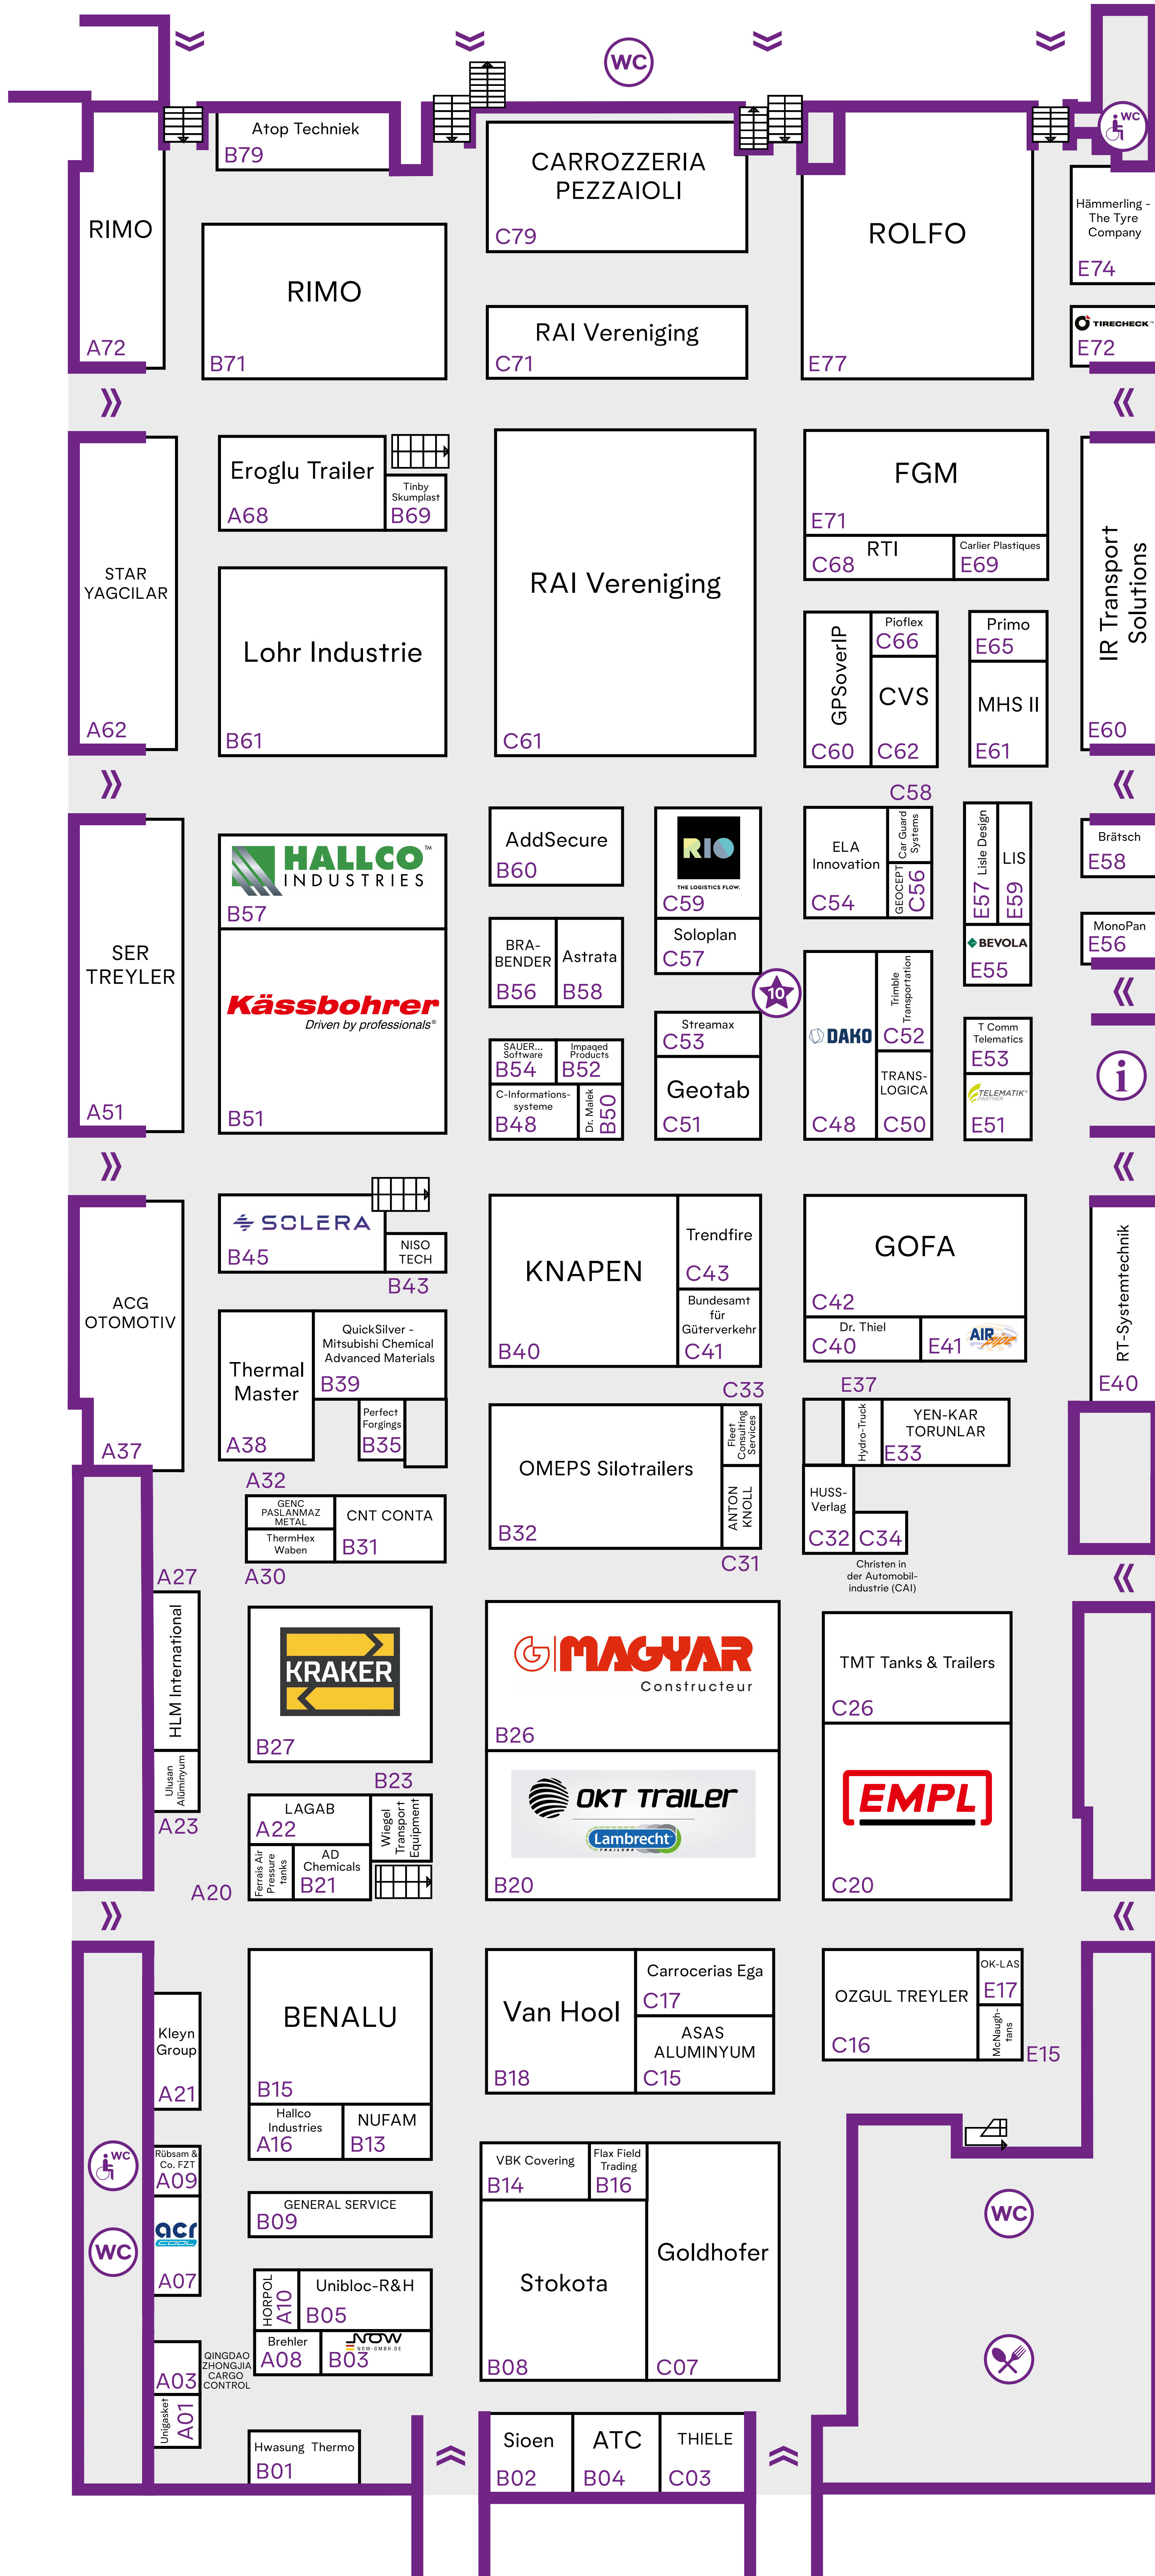 WC
WC
Atop Techniek
B79
CARROZZERIA
PEZZAIOLI
C79
RIMO
A72
RIMO
B71
RAI Vereniging
C71
ROLFO
E77
Hämmerling -
The Tyre
Company
E74
TIRECHECK™
E72
STAR
YAGCILAR
A62
Eroglu Trailer
A68
Tinby
Skumplast
B69
Lohr Industrie
B61
RAI Vereniging
C61
FGM
E71
RTI
C68
Carlier Plastiques
E69
GPSoverIP
C60
Pioflex
C66
CVS
C62
Primo
E65
MHS II
E61
IR Transport
Solutions
E60
SER
TREYLER
A51
HALLCO™
INDUSTRIES
B57
Kässbohrer
Driven by professionals®
B51
AddSecure
B60
BRA-
BENDER
B56
Astrata
B58
SAUER...
Software
B54
Impaqed
Products
B52
C-Informations-
systeme
B48
Dr. Malek
B50
RIO
THE LOGISTICS FLOW.
C59
Soloplan
C57
10
Streamax
C53
Geotab
C51
C58
ELA
Innovation
C54
Car Guard
Systems
GEOCEPT
C56
Lisle Design
E57
LIS
E59
BEVOLA
E55
Brätsch
E58
MonoPan
E56
DAKO
C48
Trimble
Transportation
C52
TRANS-
LOGICA
C50
T Comm
Telematics
E53
TELEMATIK
PARTNER
E51
i
ACG
OTOMOTIV
A37
SOLERA
B45
NISO
TECH
B43
Thermal
Master
A38
QuickSilver -
Mitsubishi Chemical
Advanced Materials
B39
Perfect
Forgings
B35
KNAPEN
B40
Trendfire
C43
Bundesamt
für
Güterverkehr
C41
GOFA
C42
Dr. Thiel
C40
E41
AIR
pipe
RT-Systemtechnik
E40
A32
GENC
PASLANMAZ
METAL
ThermHex
Waben
A30
CNT CONTA
B31
C33
OMEPS Silotrailers
B32
Fleet
Consulting
Services
ANTON
KNOLL
C31
E37
Hydro-Truck
YEN-KAR
TORUNLAR
E33
HUSS-
Verlag
C32
C34
Christen in
der Automobil-
industrie (CAI)
A27
HLM International
Ulusan
Alüminyum
A23
KRAKER
B27
MAGYAR
Constructeur
B26
OKT TRAILER
Lambrecht
TRAILERS
B20
TMT Tanks & Trailers
C26
EMPL
C20
B23
LAGAB
A22
Wiegel
Transport
Equipment
Ferrais Air
Pressure
tanks
A20
AD
Chemicals
B21
Kleyn
Group
A21
BENALU
B15
Hallco
Industries
A16
NUFAM
B13
Van Hool
B18
Carrocerias Ega
C17
ASAS
ALUMINYUM
C15
OZGUL TREYLER
C16
OK-LAS
E17
McNaugh-
tans
E15
WC
WC
Rübsam &
Co. FZT
A09
acr
COOL
A07
GENERAL SERVICE
B09
HORPOL
A10
Unibloc-R&H
B05
Brehler
A08
NOW
NOW-GMBH.DE
B03
VBK Covering
B14
Flax Field
Trading
B16
Stokota
B08
Goldhofer
C07
WC
A03
QINGDAO
ZHONGJIA
CARGO
CONTROL
Unigasket
A01
Hwasung Thermo
B01
Sioen
B02
ATC
B04
THIELE
C03